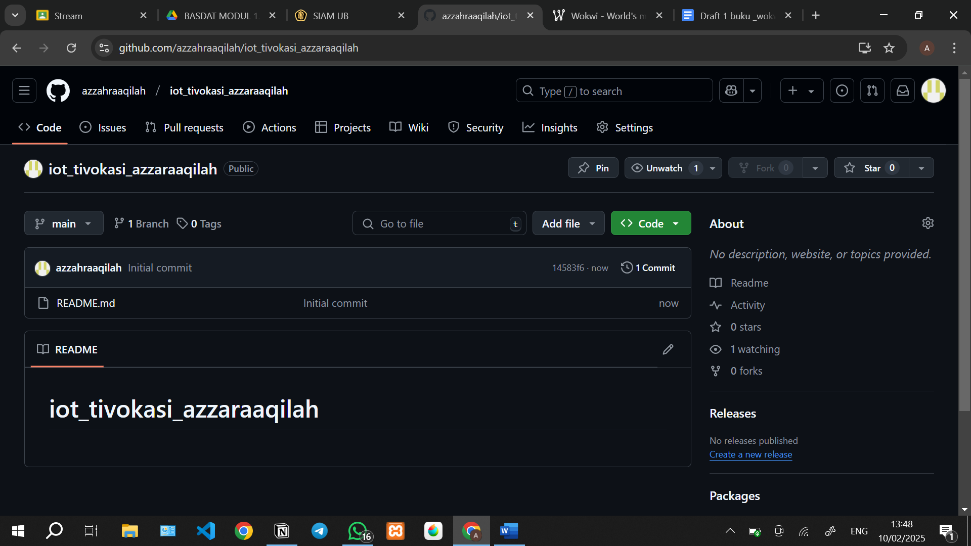 Stream
BASDAT MODUL 1
SIAM UB
azzahraaqilah/iot_t
Wokwi - World's m
Draft 1 buku _wok
github.com/azzahraaqilah/iot_tivokasi_azzaraaqilah
A
azzahraaqilah / iot_tivokasi_azzaraaqilah
Type / to search
Code
Issues
Pull requests
Actions
Projects
Wiki
Security
Insights
Settings
iot_tivokasi_azzaraaqilah Public
Pin
Unwatch 1
Fork 0
Star 0
main
1 Branch
0 Tags
Go to file t
Add file
Code
azzahraaqilah Initial commit
14583f6 · now
1 Commit
README.md
Initial commit
now
README
iot_tivokasi_azzaraaqilah
About
No description, website, or topics provided.
Readme
Activity
0 stars
1 watching
0 forks
Releases
No releases published
Create a new release
Packages
16
A
ENG
13:48
10/02/2025
1